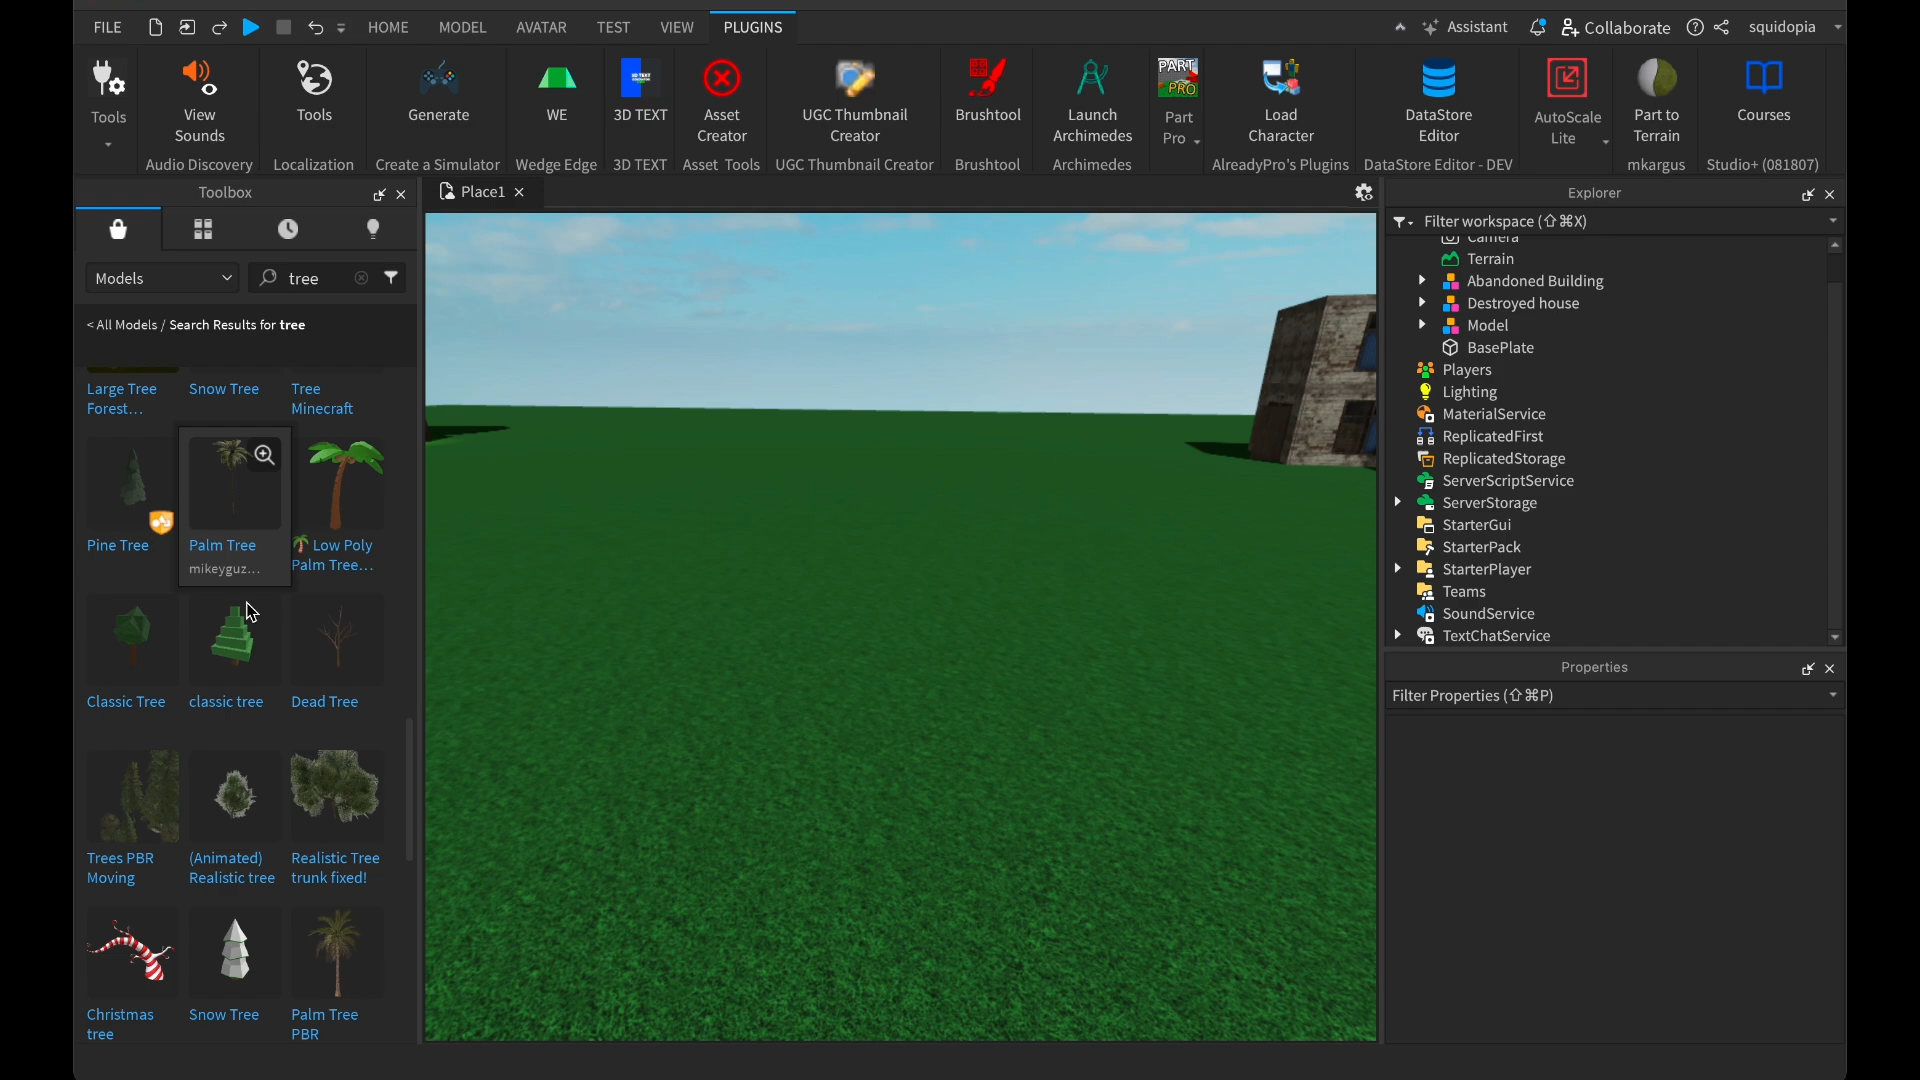 FILE HOME MODEL AVATAR TEST VIEW PLUGINS Assistant Collaborate squidopia
Tools
View
Sounds
Audio Discovery
Tools
Localization
Generate
Create a Simulator
WE
Wedge Edge
3D TEXT
3D TEXT
Asset
Creator
Asset Tools
UGC Thumbnail
Creator
UGC Thumbnail Creator
Brushtool
Brushtool
Launch
Archimedes
Archimedes
PART
PRO
Part
Pro
Load
Character
AlreadyPro's Plugins
DataStore
Editor
DataStore Editor - DEV
AutoScale
Lite
Part to
Terrain
mkargus
Courses
Studio+ (081807)
Toolbox
Models
tree
< All Models / Search Results for tree
Large Tree
Forest...
Snow Tree
Tree
Minecraft
Pine Tree
Palm Tree
mikeyguz...
🌴 Low Poly
Palm Tree...
Classic Tree
classic tree
Dead Tree
Trees PBR
Moving
(Animated)
Realistic tree
Realistic Tree
trunk fixed!
Christmas
tree
Snow Tree
Palm Tree
PBR
Place1
Explorer
Filter workspace (⇧⌘X)
Camera
Terrain
Abandoned Building
Destroyed house
Model
BasePlate
Players
Lighting
MaterialService
ReplicatedFirst
ReplicatedStorage
ServerScriptService
ServerStorage
StarterGui
StarterPack
StarterPlayer
Teams
SoundService
TextChatService
Properties
Filter Properties (⇧⌘P)